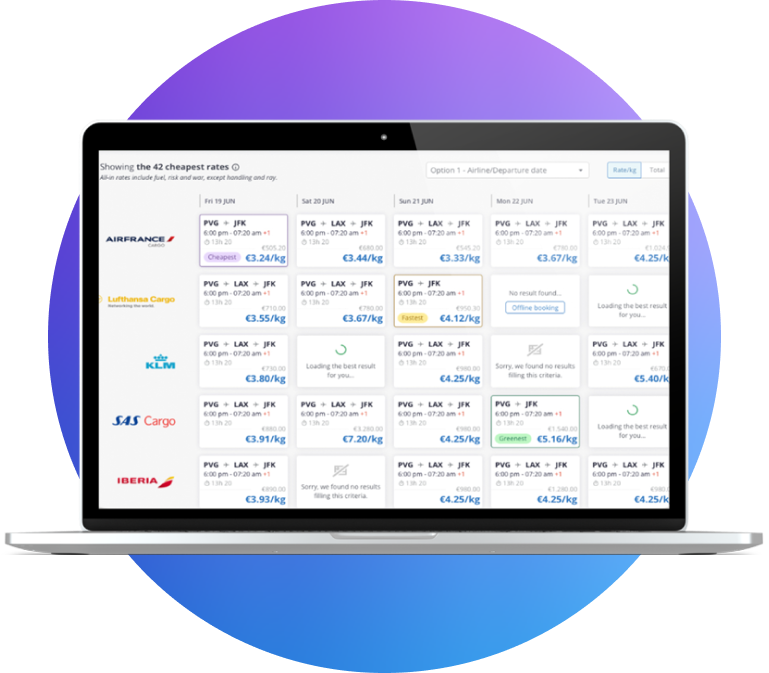 Showing the 42 cheapest rates
All-in rates include fuel, risk and war, except handling and
Option 1 - Airline/Departure date
Rate/kg Total
Fri 19 JUN Sat 20 JUN Sun 21 JUN Mon 22 JUN Tue 23 JUN
AIRFRANCE
CARGO
PVG JFK PVG LAX JFK PVG LAX JFK PVG LAX JFK PVG LAX JFK
6:00 pm - 07:20 am +1 6:00 pm - 07:20 am +1 6:00 pm - 07:20 am +1 6:00 pm - 07:20 am +1 6:00 pm - 07:20 am +1
13h 20 13h 20 13h 20 13h 20 13h 20
€505.20 €680.00 €545.20 €790.00
Cheapest €3.24/kg €3.44/kg €3.33/kg €3.67/kg €4.25/k
Lufthansa Cargo
Networking the world
PVG LAX JFK PVG LAX JFK PVG JFK
6:00 pm - 07:20 am +1 6:00 pm - 07:20 am +1 6:00 pm - 07:20 am +1
13h 20 13h 20 13h 20
€710.00 €780.00 €950.30
€3.55/kg €3.67/kg Fastest €4.12/kg
No result found...
Offline booking
Loading the best result
for you...
KLM
PVG LAX JFK PVG LAX JFK PVG LAX JFK
6:00 pm - 07:20 am +1 6:00 pm - 07:20 am +1 6:00 pm - 07:20 am +1
13h 20 13h 20 13h 20
€730.00 €980.00
€3.80/kg €4.25/kg €5.40/k
Loading the best result
for you...
Sorry, we found no results
filling this criteria.
SAS Cargo
PVG LAX JFK PVG LAX JFK PVG LAX JFK PVG JFK
6:00 pm - 07:20 am +1 6:00 pm - 07:20 am +1 6:00 pm - 07:20 am +1 6:00 pm - 07:20 am +1
13h 20 13h 20 13h 20 13h 20
€880.00 €3.280.00 €980.00 €1.540.00
€3.91/kg €7.20/kg €4.25/kg Greenest €5.16/kg
Loading the best result
for you...
IBERIA
PVG LAX JFK PVG LAX JFK PVG LAX JFK PVG LAX JFK
6:00 pm - 07:20 am +1 6:00 pm - 07:20 am +1 6:00 pm - 07:20 am +1 6:00 pm - 07:20 am +1
13h 20 13h 20 13h 20 13h 20
€890.00 €980.00 €1.280.00
€3.93/kg €4.25/kg €4.25/kg €4.25/k
Sorry, we found no results
filling this criteria.